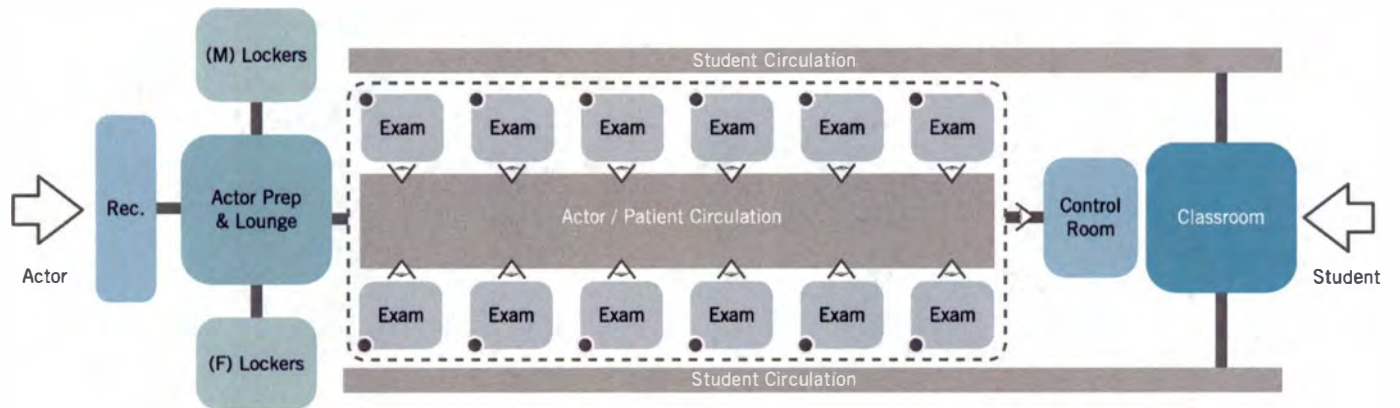 (M) Lockers
Student Circulation
Exam
Exam
Exam
Exam
Exam
Exam
Rec.
Actor Prep
& Lounge
Actor / Patient Circulation
Control
Room
Classroom
Actor
Student
Exam
Exam
Exam
Exam
Exam
Exam
(F) Lockers
Student Circulation